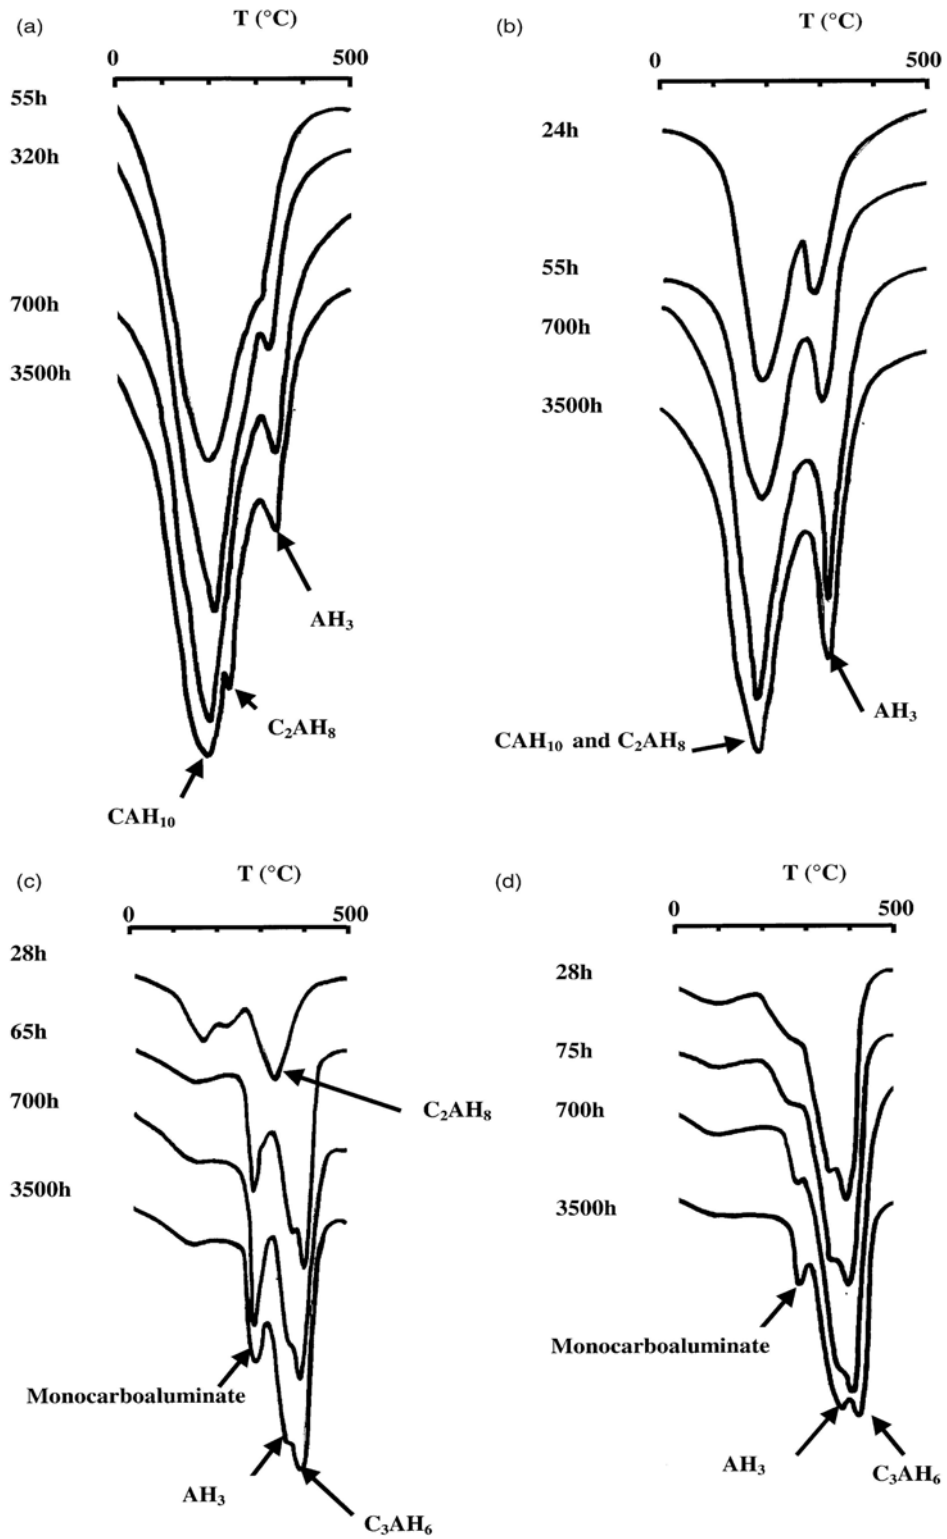 (a)
T (°C)
0 500
55h
320h
700h
3500h
AH₃
C₂AH₈
CAH₁₀
(b)
T (°C)
0 500
24h
55h
700h
3500h
AH₃
CAH₁₀ and C₂AH₈
(c)
T (°C)
0 500
28h
65h
700h
3500h
C₂AH₈
Monocarboaluminate
AH₃
C₃AH₆
(d)
T (°C)
0 500
28h
75h
700h
3500h
Monocarboaluminate
AH₃
C₃AH₆